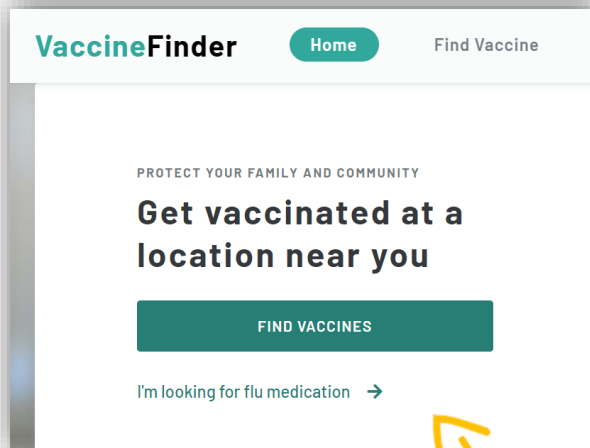 VaccineFinder Home Find Vaccine
PROTECT YOUR FAMILY AND COMMUNITY
Get vaccinated at a
location near you
FIND VACCINES
I'm looking for flu medication →